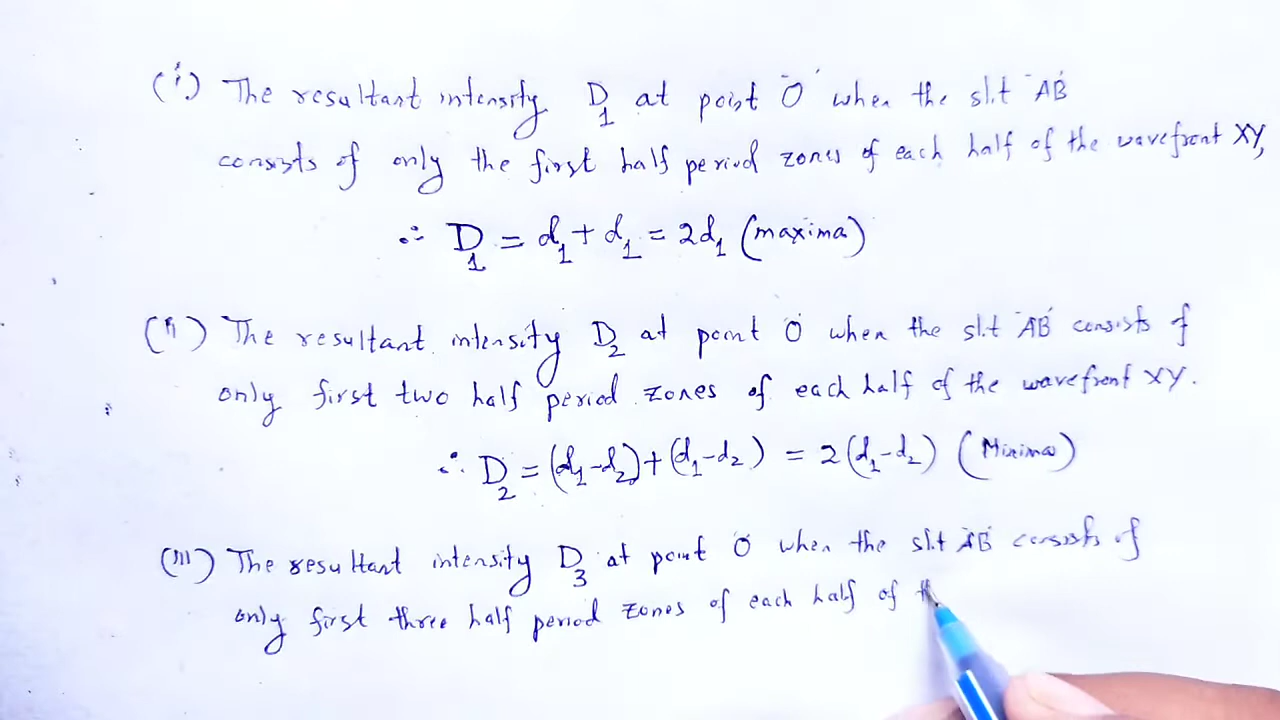 (i) The resultant intensity D₁ at point 'O' when the slit 'AB'
consists of only the first half period zones of each half of the wavefront XY,
∴ D₁ = d₁ + d₁ = 2d₁ (maxima)
(ii) The resultant intensity D₂ at point 'O' when the slit 'AB' consists of
only first two half period zones of each half of the wavefront XY.
∴ D₂ = (d₁-d₂)+(d₁-d₂) = 2(d₁-d₂) (Minima)
(iii) The resultant intensity D₃ at point 'O' when the slit 'AB' consists of
only first three half period zones of each half of